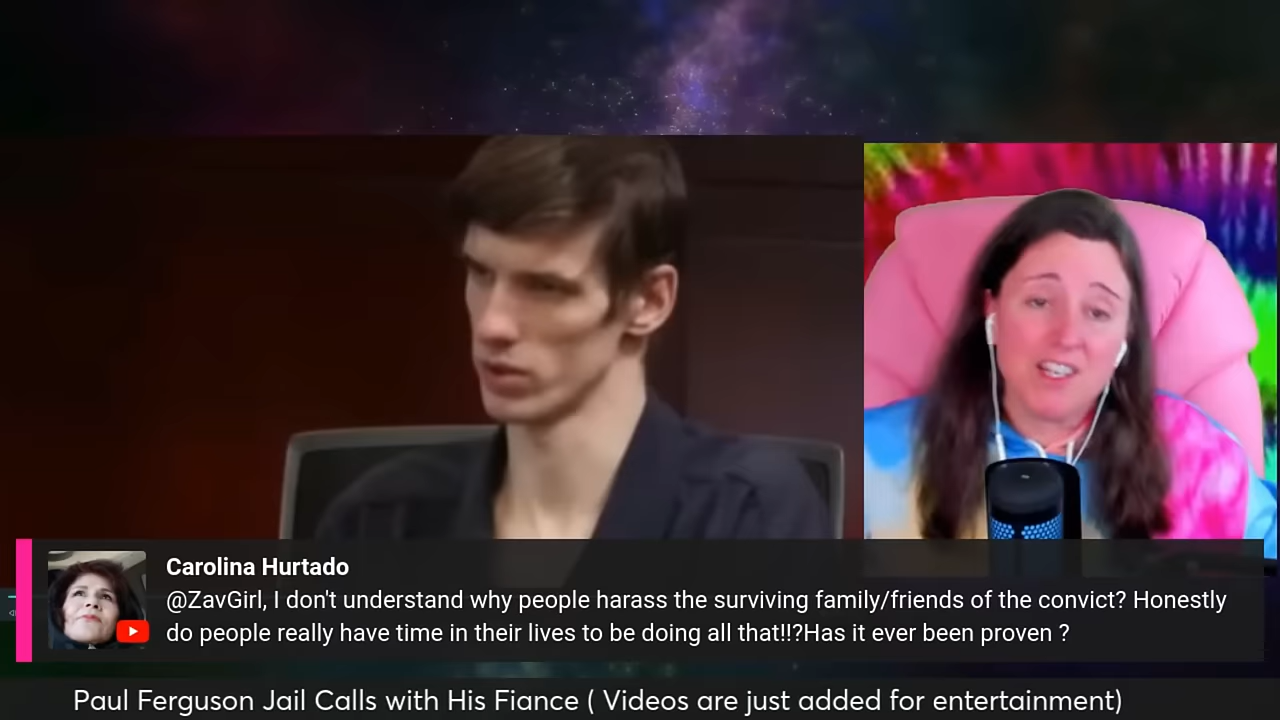 Carolina Hurtado
@ZavGirl, I don't understand why people harass the surviving family/friends of the convict? Honestly
do people really have time in their lives to be doing all that!!?Has it ever been proven ?
Paul Ferguson Jail Calls with His Fiance ( Videos are just added for entertainment)